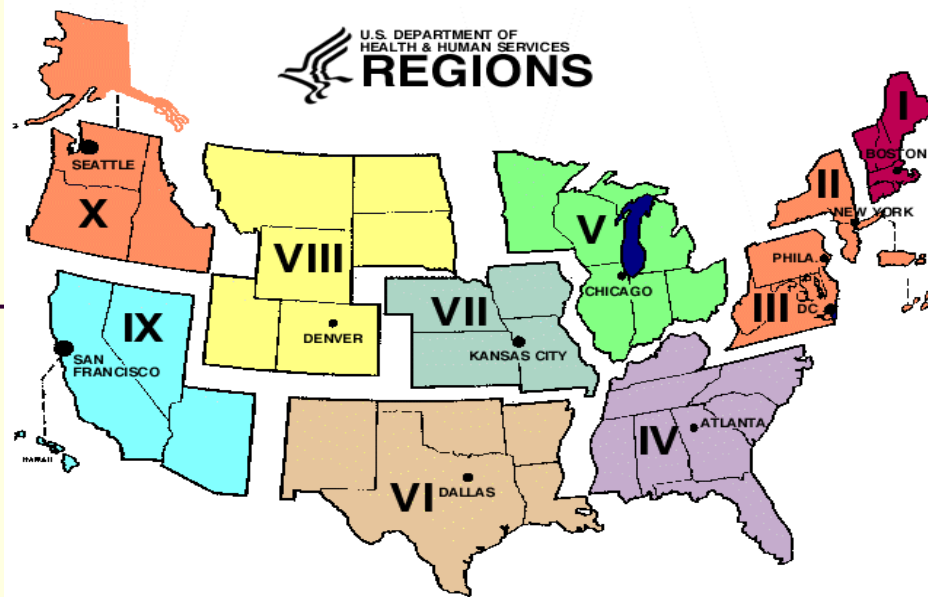 U.S. DEPARTMENT OF
HEALTH & HUMAN SERVICES
REGIONS
I
BOSTON
SEATTLE
II
X
NEW YORK
V
VIII
PHILA.
CHICAGO
III
DC
VII
IX
DENVER
KANSAS CITY
SAN
FRANCISCO
ATLANTA
IV
HAWAII
VI
DALLAS